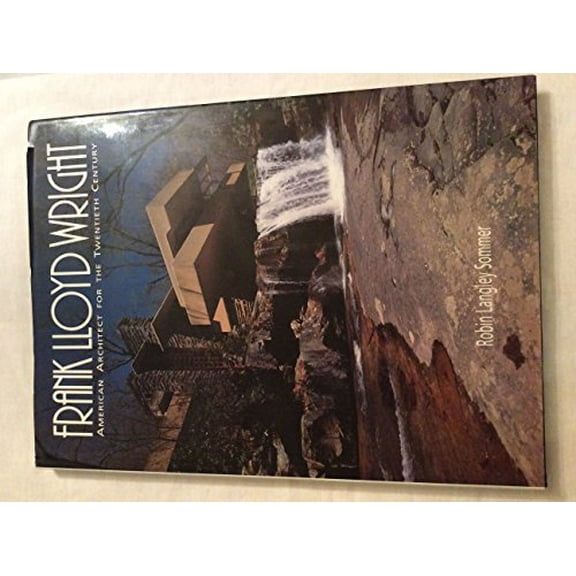 FRANK LLOYD WRIGHT
AMERICAN ARCHITECT FOR THE TWENTIETH CENTURY
Robin Langley Sommer